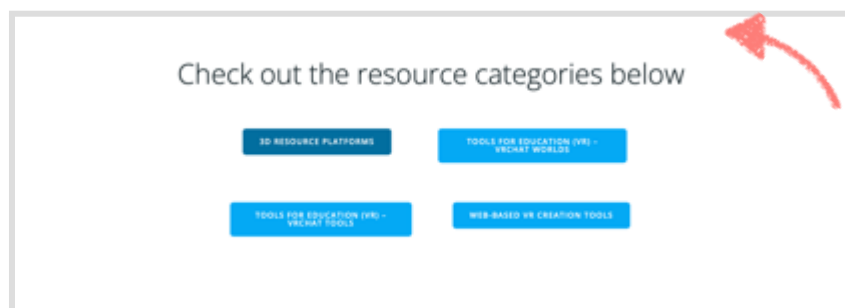 Check out the resource categories below
3D RESOURCE PLATFORMS
TOOLS FOR EDUCATION (VR) –
VRCHAT WORLDS
TOOLS FOR EDUCATION (VR) –
VRCHAT TOOLS
WEB-BASED VR CREATION TOOLS